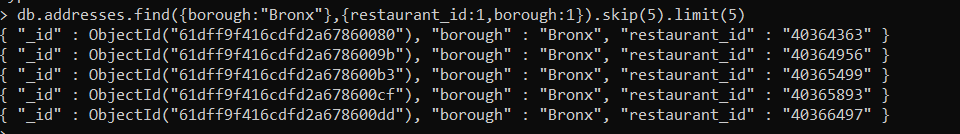 > db.addresses.find({borough:"Bronx"},{restaurant_id:1,borough:1}).skip(5).limit(5)
{ "_id" : ObjectId("61dff9f416cdfd2a67860080"), "borough" : "Bronx", "restaurant_id" : "40364363" }
{ "_id" : ObjectId("61dff9f416cdfd2a6786009b"), "borough" : "Bronx", "restaurant_id" : "40364956" }
{ "_id" : ObjectId("61dff9f416cdfd2a678600b3"), "borough" : "Bronx", "restaurant_id" : "40365499" }
{ "_id" : ObjectId("61dff9f416cdfd2a678600cf"), "borough" : "Bronx", "restaurant_id" : "40365893" }
{ "_id" : ObjectId("61dff9f416cdfd2a678600dd"), "borough" : "Bronx", "restaurant_id" : "40366497" }
>